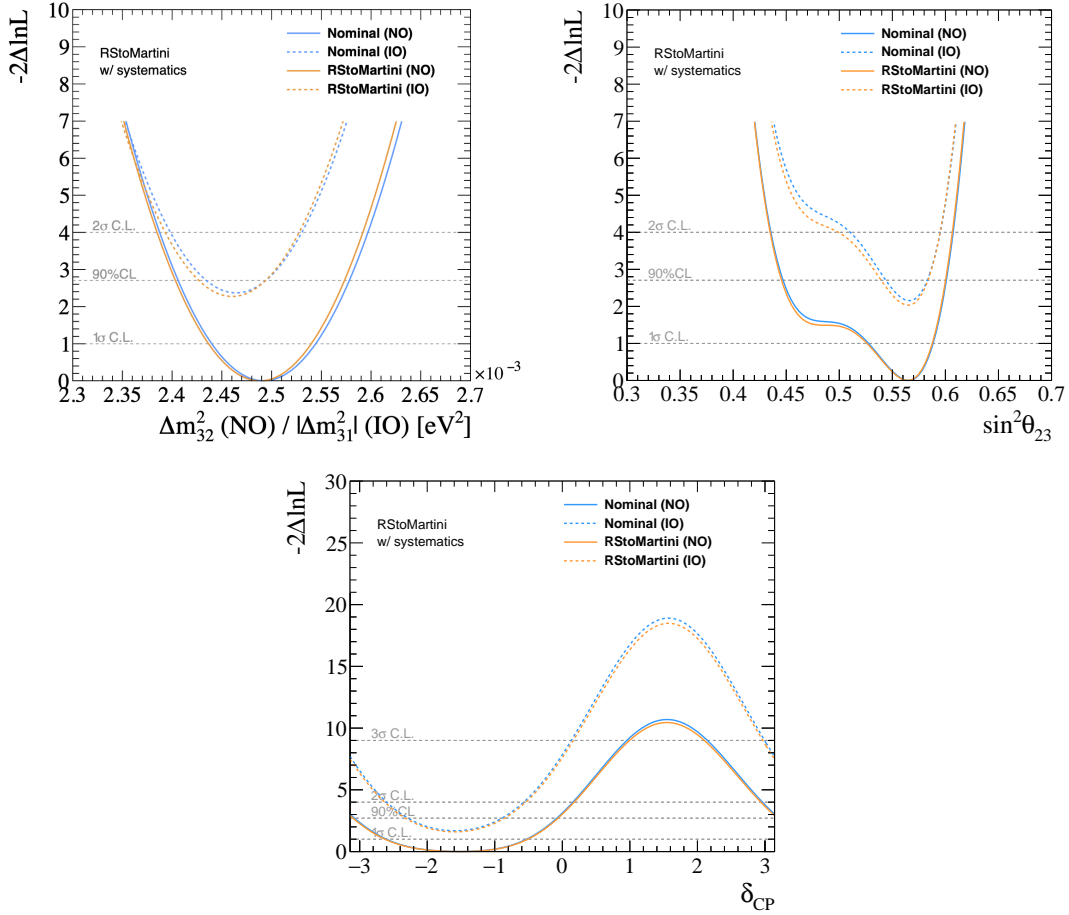 -2ΔlnL
10
9
8
7
6
5
4
3
2
1
0
RStoMartini
w/ systematics
Nominal (NO)
Nominal (IO)
RStoMartini (NO)
RStoMartini (IO)
2σ C.L.
90%CL
1σ C.L.
2.3 2.35 2.4 2.45 2.5 2.55 2.6 2.65 2.7
×10⁻³
Δm²₃₂ (NO) / |Δm²₃₁| (IO) [eV²]
-2ΔlnL
10
9
8
7
6
5
4
3
2
1
0
RStoMartini
w/ systematics
Nominal (NO)
Nominal (IO)
RStoMartini (NO)
RStoMartini (IO)
2σ C.L.
90%CL
1σ C.L.
0.3 0.35 0.4 0.45 0.5 0.55 0.6 0.65 0.7
sin²θ₂₃
-2ΔlnL
30
25
20
15
10
5
0
RStoMartini
w/ systematics
Nominal (NO)
Nominal (IO)
RStoMartini (NO)
RStoMartini (IO)
3σ C.L.
2σ C.L.
90%CL
1σ C.L.
−3 −2 −1 0 1 2 3
δCP